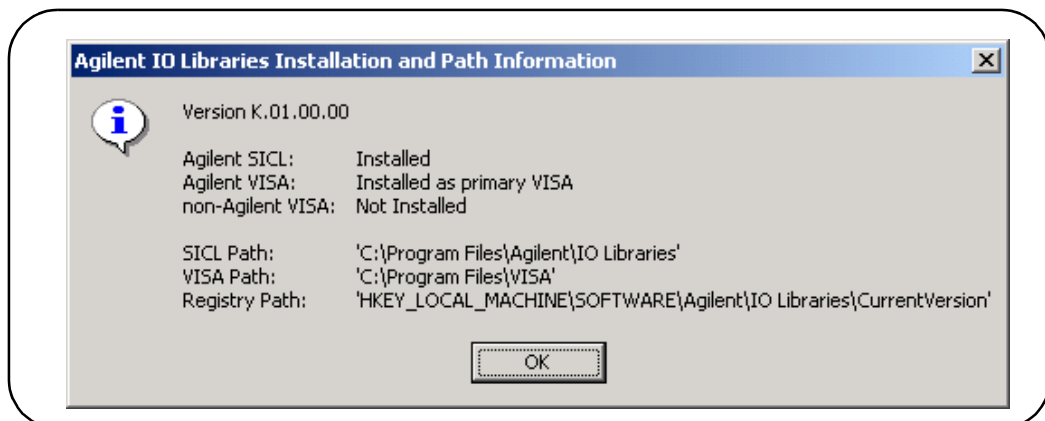 Agilent IO Libraries Installation and Path Information
Version K.01.00.00
Agilent SICL: Installed
Agilent VISA: Installed as primary VISA
non-Agilent VISA: Not Installed
SICL Path: 'C:\Program Files\Agilent\IO Libraries'
VISA Path: 'C:\Program Files\VISA'
Registry Path: 'HKEY_LOCAL_MACHINE\SOFTWARE\Agilent\IO Libraries\CurrentVersion'
OK